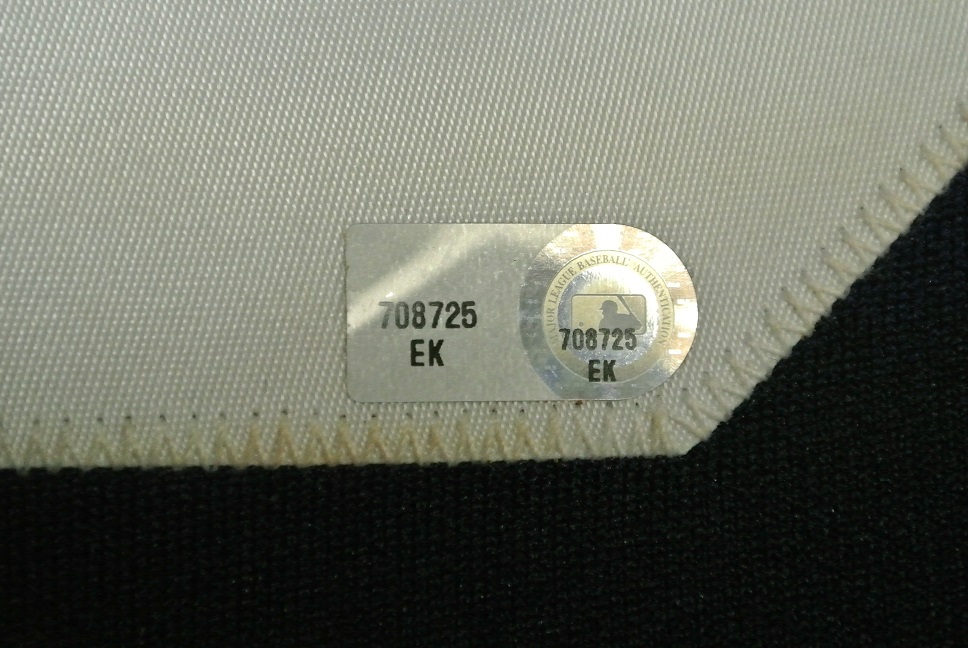 708725
EK
MAJOR LEAGUE BASEBALL AUTHENTICATION
708725
EK